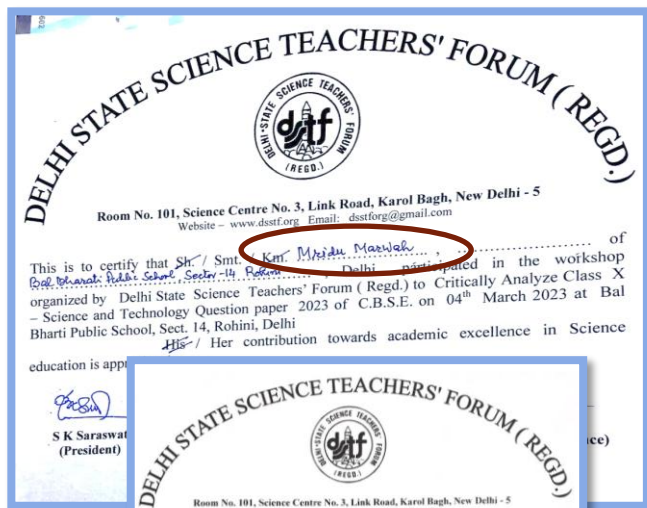 DELHI STATE SCIENCE TEACHERS' FORUM ( REGD.)
DELHI-STATE SCIENCE TEACHERS' FORUM
dstf
(REGD.)
Room No. 101, Science Centre No. 3, Link Road, Karol Bagh, New Delhi - 5
Website – www.dsstf.org Email: dsstforg@gmail.com
This is to certify that Sh. / Smt. / Km. Mridu Marwah, of
Bal Bharati Public School, Sector-14 Rohini, Delhi participated in the workshop
organized by Delhi State Science Teachers' Forum ( Regd.) to Critically Analyze Class X
– Science and Technology Question paper 2023 of C.B.S.E. on 04th March 2023 at Bal
Bharti Public School, Sect. 14, Rohini, Delhi
His / Her contribution towards academic excellence in Science
education is app
S K Saraswat
(President)
ce)
DELHI STATE SCIENCE TEACHERS' FORUM ( REGD.)
dstf
(REGD.)
Room No. 101, Science Centre No. 3, Link Road, Karol Bagh, New Delhi - 5